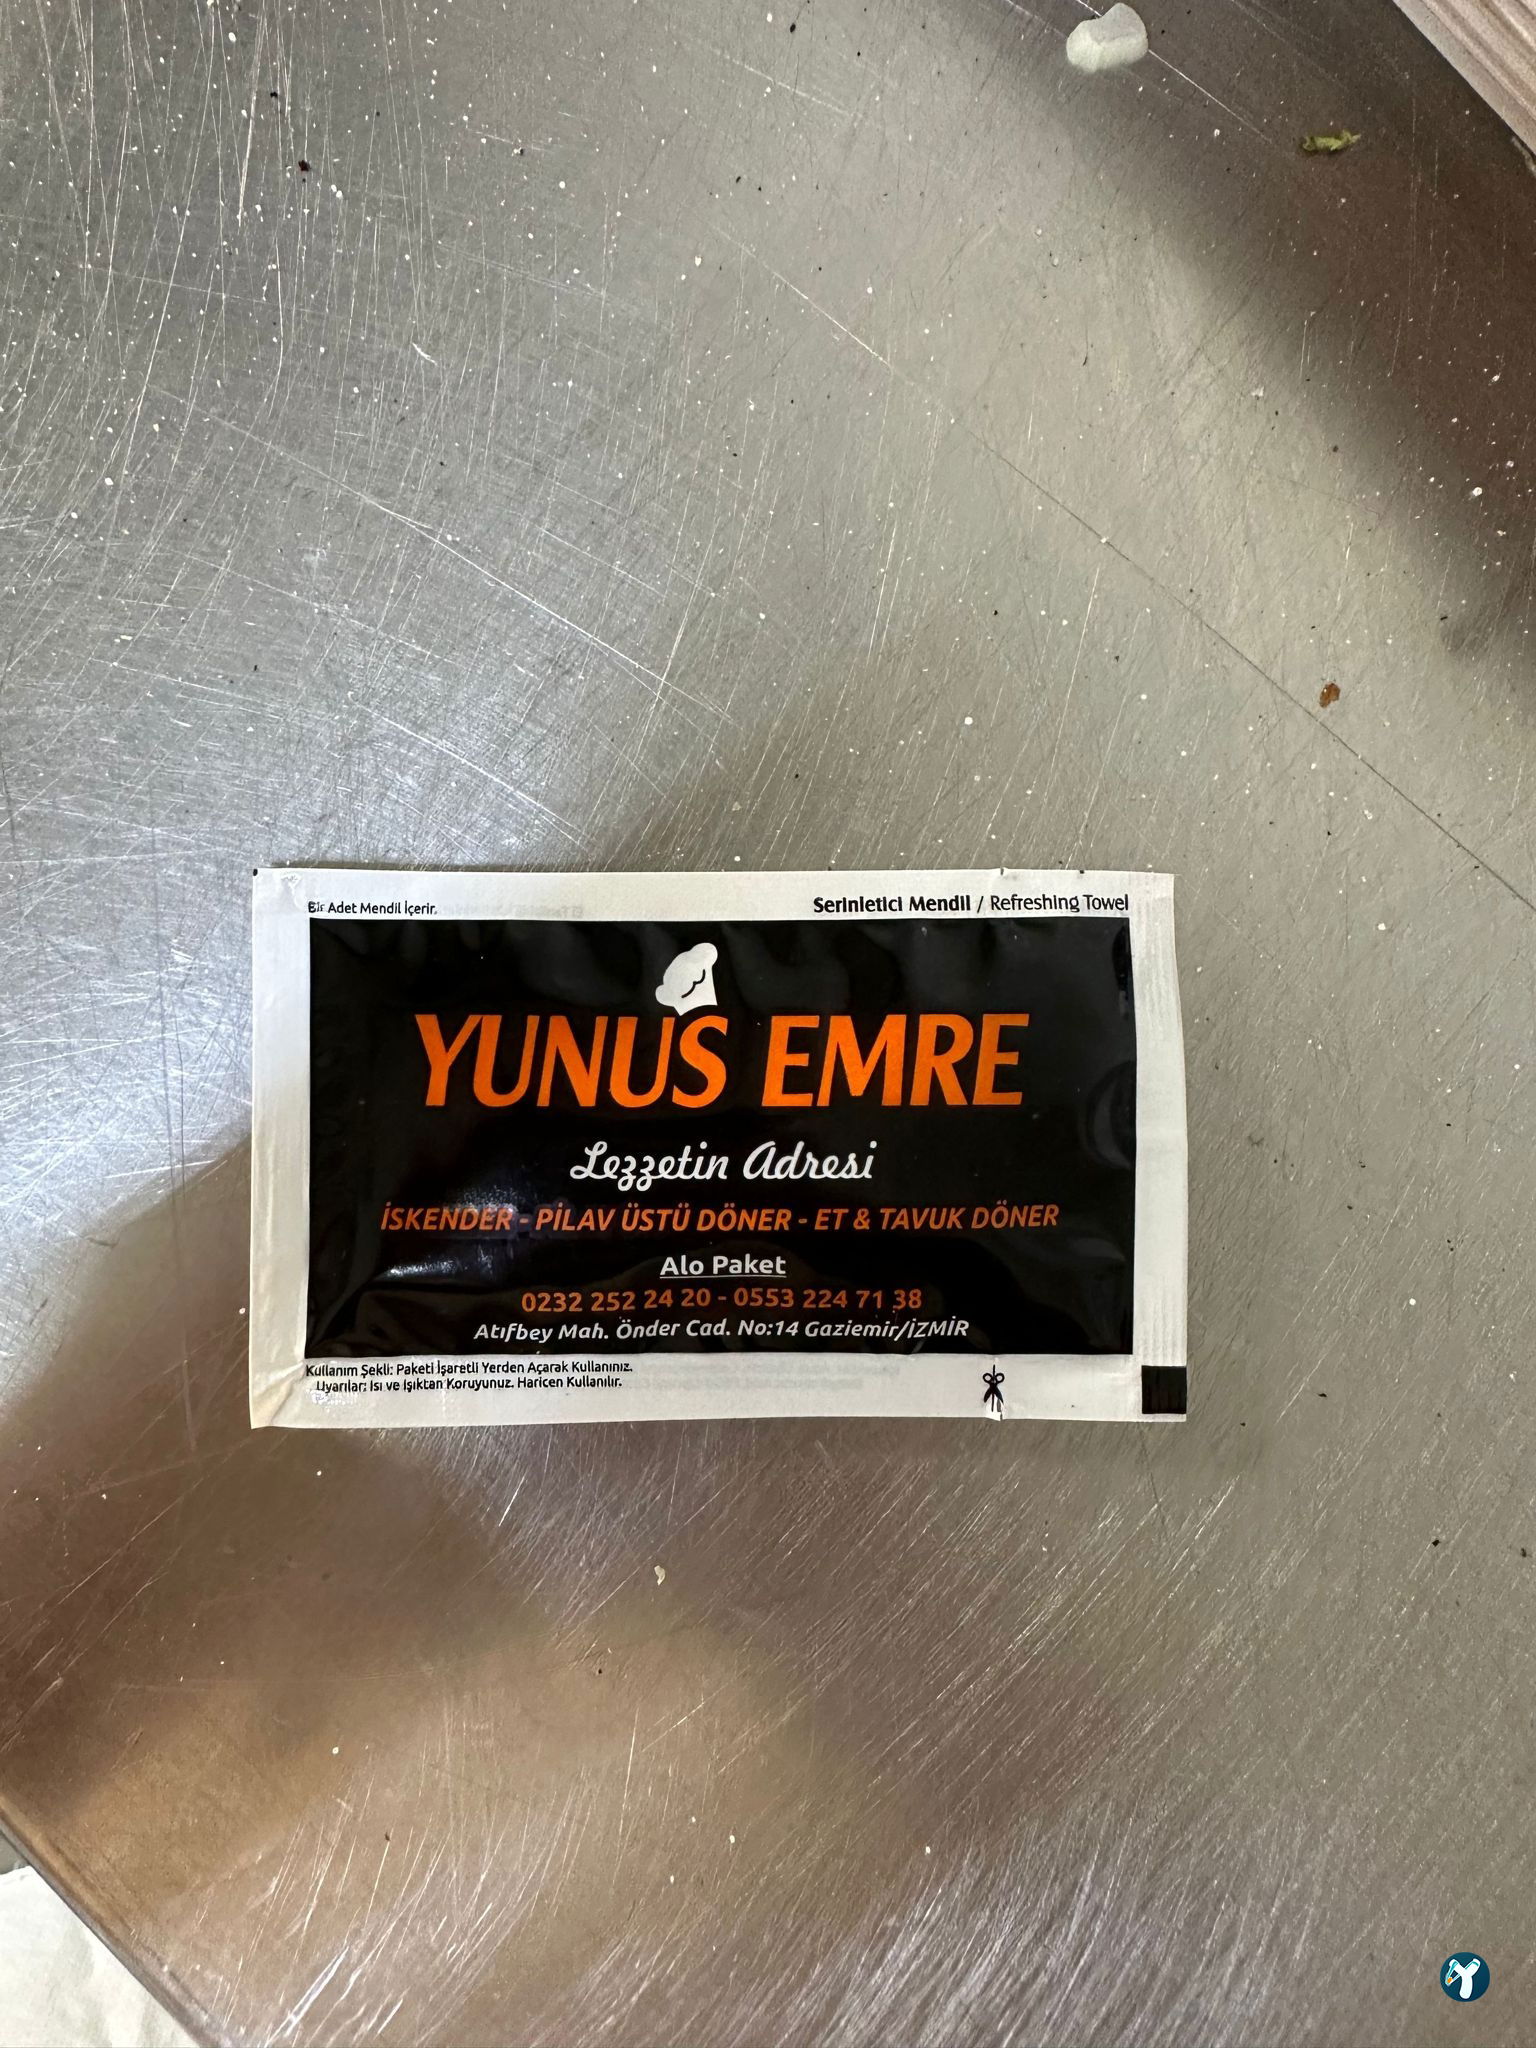 Bir Adet Mendil İçerir.
Serinletici Mendil / Refreshing Towel
YUNUS EMRE
Lezzetin Adresi
İSKENDER - PİLAV ÜSTÜ DÖNER - ET & TAVUK DÖNER
Alo Paket
0232 252 24 20 - 0553 224 71 38
Atıfbey Mah. Önder Cad. No:14 Gaziemir/İZMİR
Kullanım Şekli: Paketi İşaretli Yerden Açarak Kullanınız.
Uyarılar: Isı ve Işıktan Koruyunuz. Haricen Kullanılır.